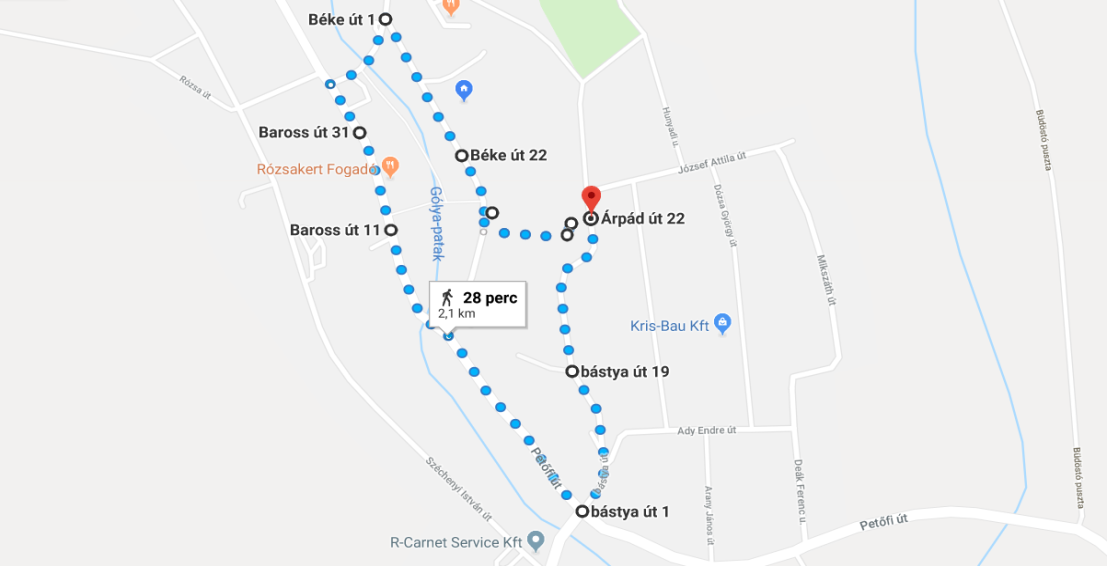 Béke út 1
Rózsa út
Baross út 31
Hunyadi u.
Büdöstó puszta
Béke út 22
József Attila út
Rózsakert Fogadó
Gólya-patak
Dózsa György út
Árpád út 22
Baross út 11
Mikszáth út
28 perc
2,1 km
Kris-Bau Kft
bástya út 19
Ady Endre út
Petőfi út
Széchenyi István út
Deák Ferenc u.
Arany János út
Büdöstó puszta
bástya út 1
Petőfi út
R-Carnet Service Kft